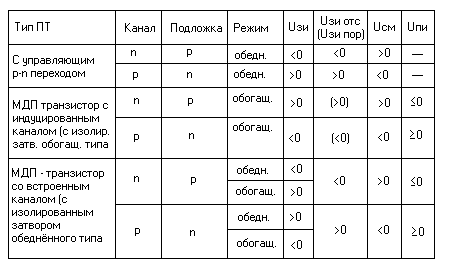 Тип ПТ Канал Подложка Режим Uзи Uзи отс Uсм Uпи
(Uзи пор)
С управляющим n p обедн. <0 <0 >0 —
p-n переходом p n обедн. >0 >0 <0 —
МДП транзистор с n p обогащ. >0 (>0) >0 ≤0
индуцированным
каналом (с изолир. p n обогащ. <0 (<0) <0 ≥0
затв. обогащ. типа
МДП - транзистор n p обедн. <0 <0 >0 ≤0
со встроенным обогащ. >0
каналом (с
изолированным p n обедн. >0 >0 <0 ≥0
затвором
обеднённого типа обогащ. <0